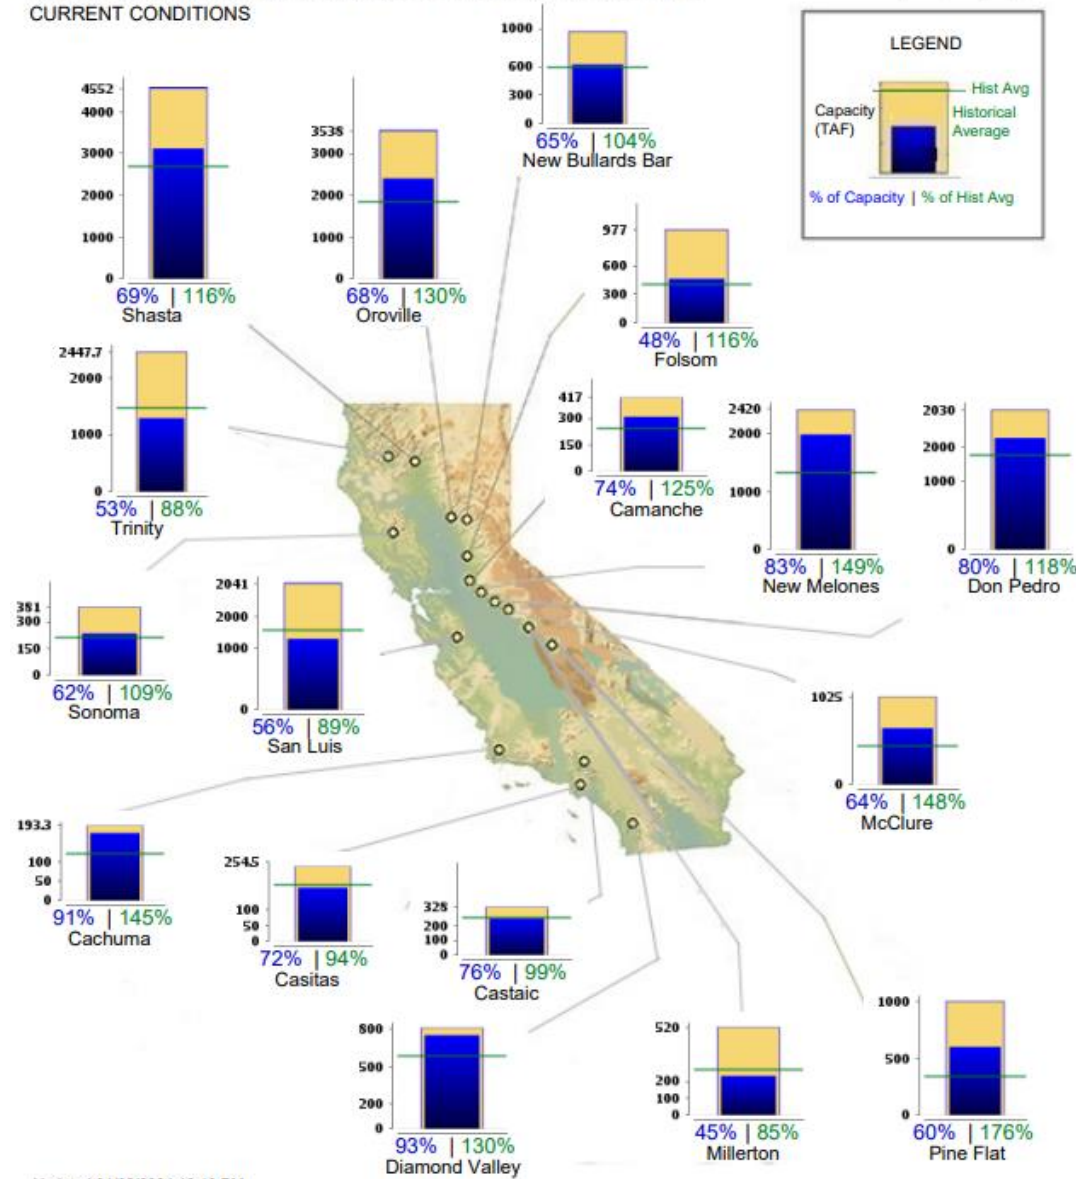 CURRENT CONDITIONS
LEGEND
Hist Avg
Capacity
(TAF)
Historical
Average
% of Capacity | % of Hist Avg
1000
600
300
0
65% | 104%
New Bullards Bar
4552
4000
3000
2000
1000
0
69% | 116%
Shasta
3538
3000
2000
1000
0
68% | 130%
Oroville
977
600
300
0
48% | 116%
Folsom
2447.7
2000
1000
0
53% | 88%
Trinity
417
300
150
0
74% | 125%
Camanche
2420
2000
1000
0
83% | 149%
New Melones
2030
2000
1000
0
80% | 118%
Don Pedro
381
300
150
0
62% | 109%
Sonoma
2041
2000
1000
0
56% | 89%
San Luis
1025
0
64% | 148%
McClure
193.3
100
50
0
91% | 145%
Cachuma
254.5
100
50
0
72% | 94%
Casitas
328
200
100
0
76% | 99%
Castaic
800
500
200
0
93% | 130%
Diamond Valley
520
200
100
0
45% | 85%
Millerton
1000
500
0
60% | 176%
Pine Flat